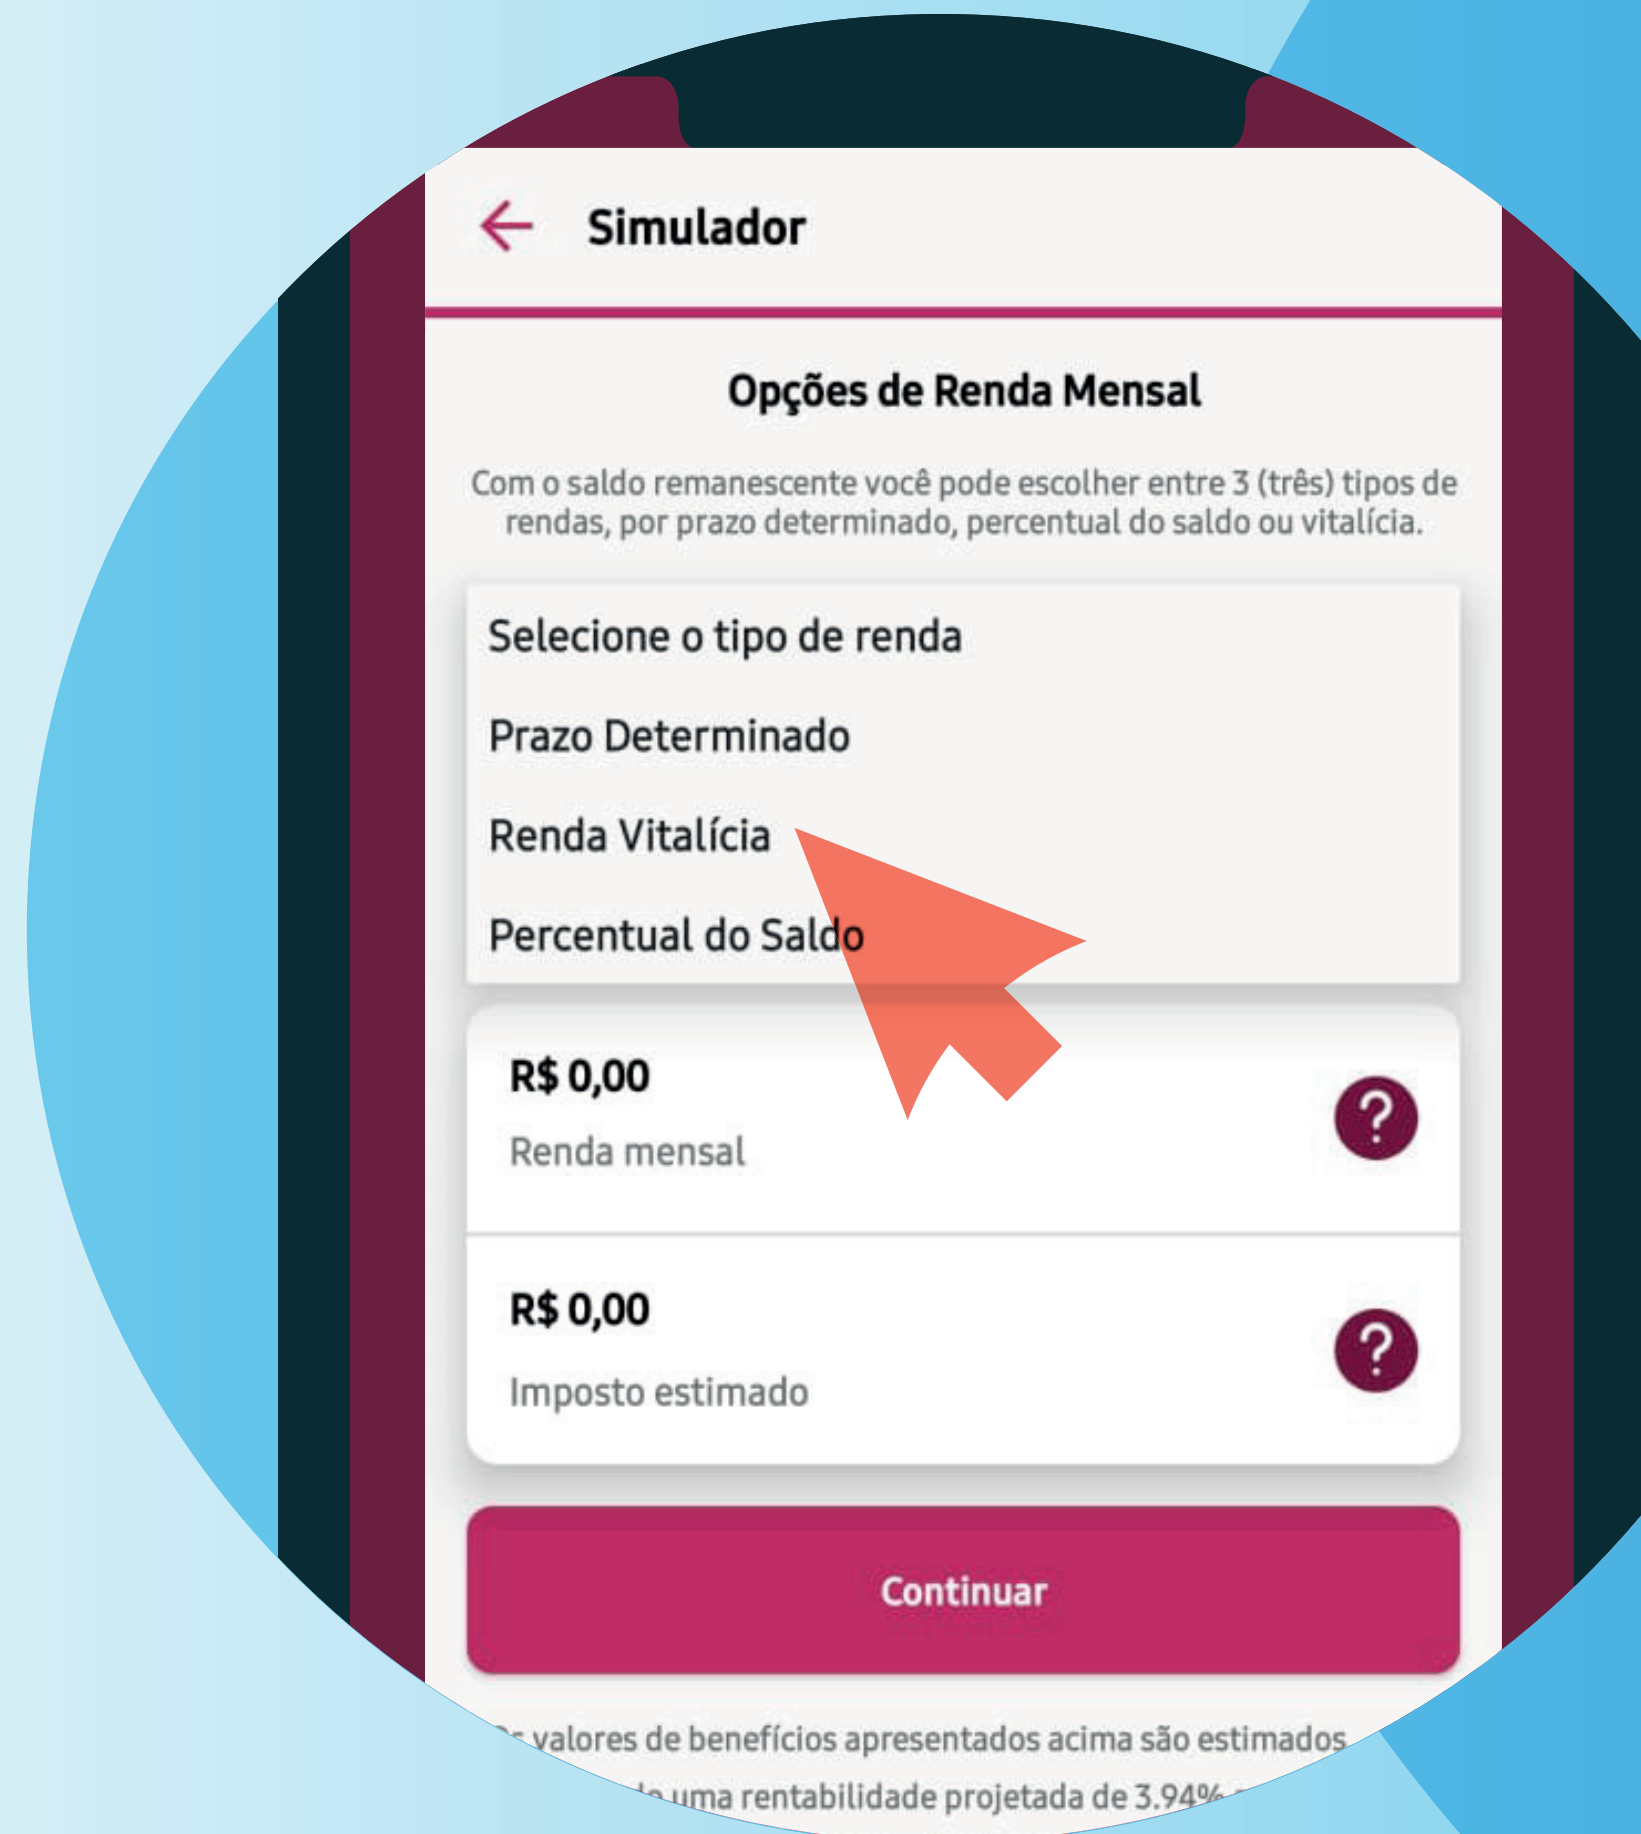 Simulador
Opções de Renda Mensal
Com o saldo remanescente você pode escolher entre 3 (três) tipos de
rendas, por prazo determinado, percentual do saldo ou vitalícia.
Selecione o tipo de renda
Prazo Determinado
Renda Vitalícia
Percentual do Saldo
R$ 0,00
Renda mensal
?
R$ 0,00
Imposto estimado
?
Continuar
valores de benefícios apresentados acima são estimados
uma rentabilidade projetada de 3.94%